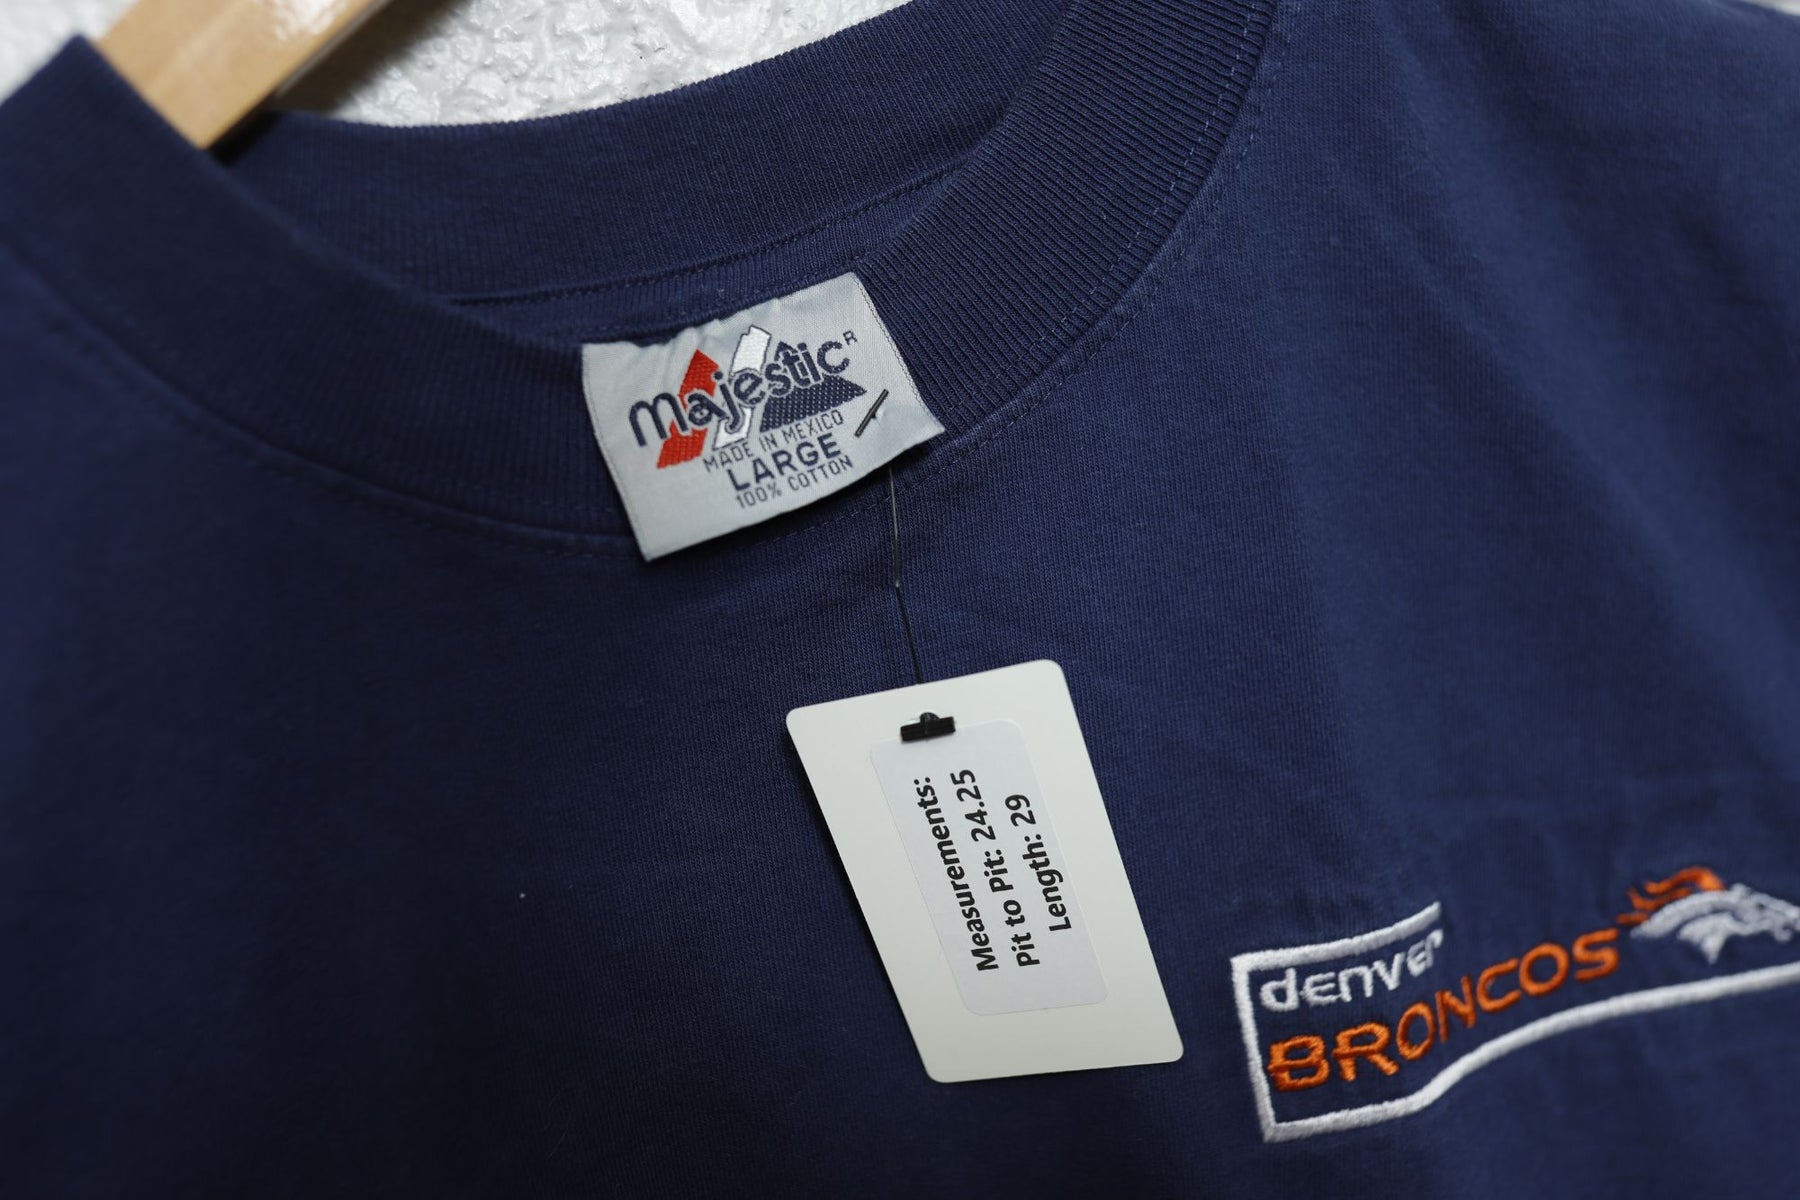 majestic R
MADE IN MEXICO
LARGE
100% COTTON
Measurements:
Pit to Pit: 24.25
Length: 29
denver
BRONCOS